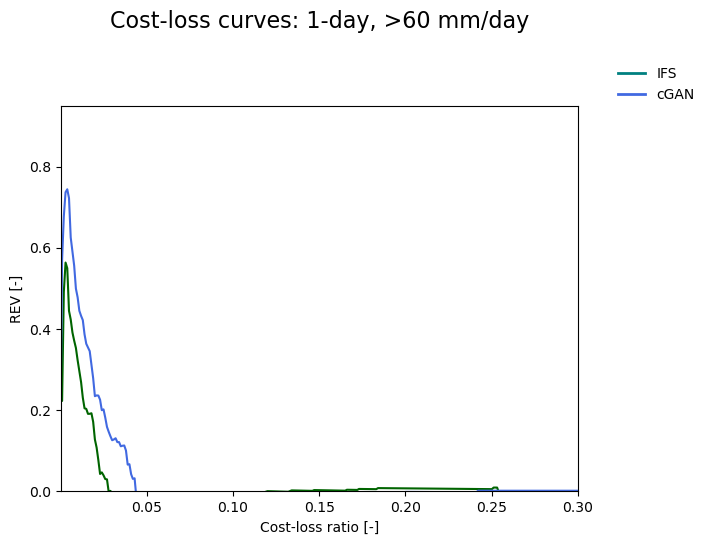 Cost-loss curves: 1-day, >60 mm/day
IFS
cGAN
0.8
0.6
0.4
0.2
0.0
REV [-]
0.05 0.10 0.15 0.20 0.25 0.30
Cost-loss ratio [-]